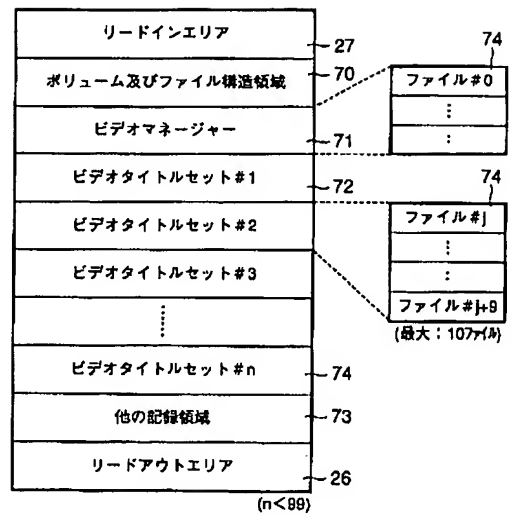 リードインエリア
27
ボリューム及びファイル構造領域
70
ビデオマネージャー
71
ビデオタイトルセット#1
72
ビデオタイトルセット#2
ビデオタイトルセット#3
ビデオタイトルセット#n
74
他の記録領域
73
リードアウトエリア
26
(n<99)
74
ファイル#0
74
ファイル#j
ファイル#j+9
(最大:10ファイル)